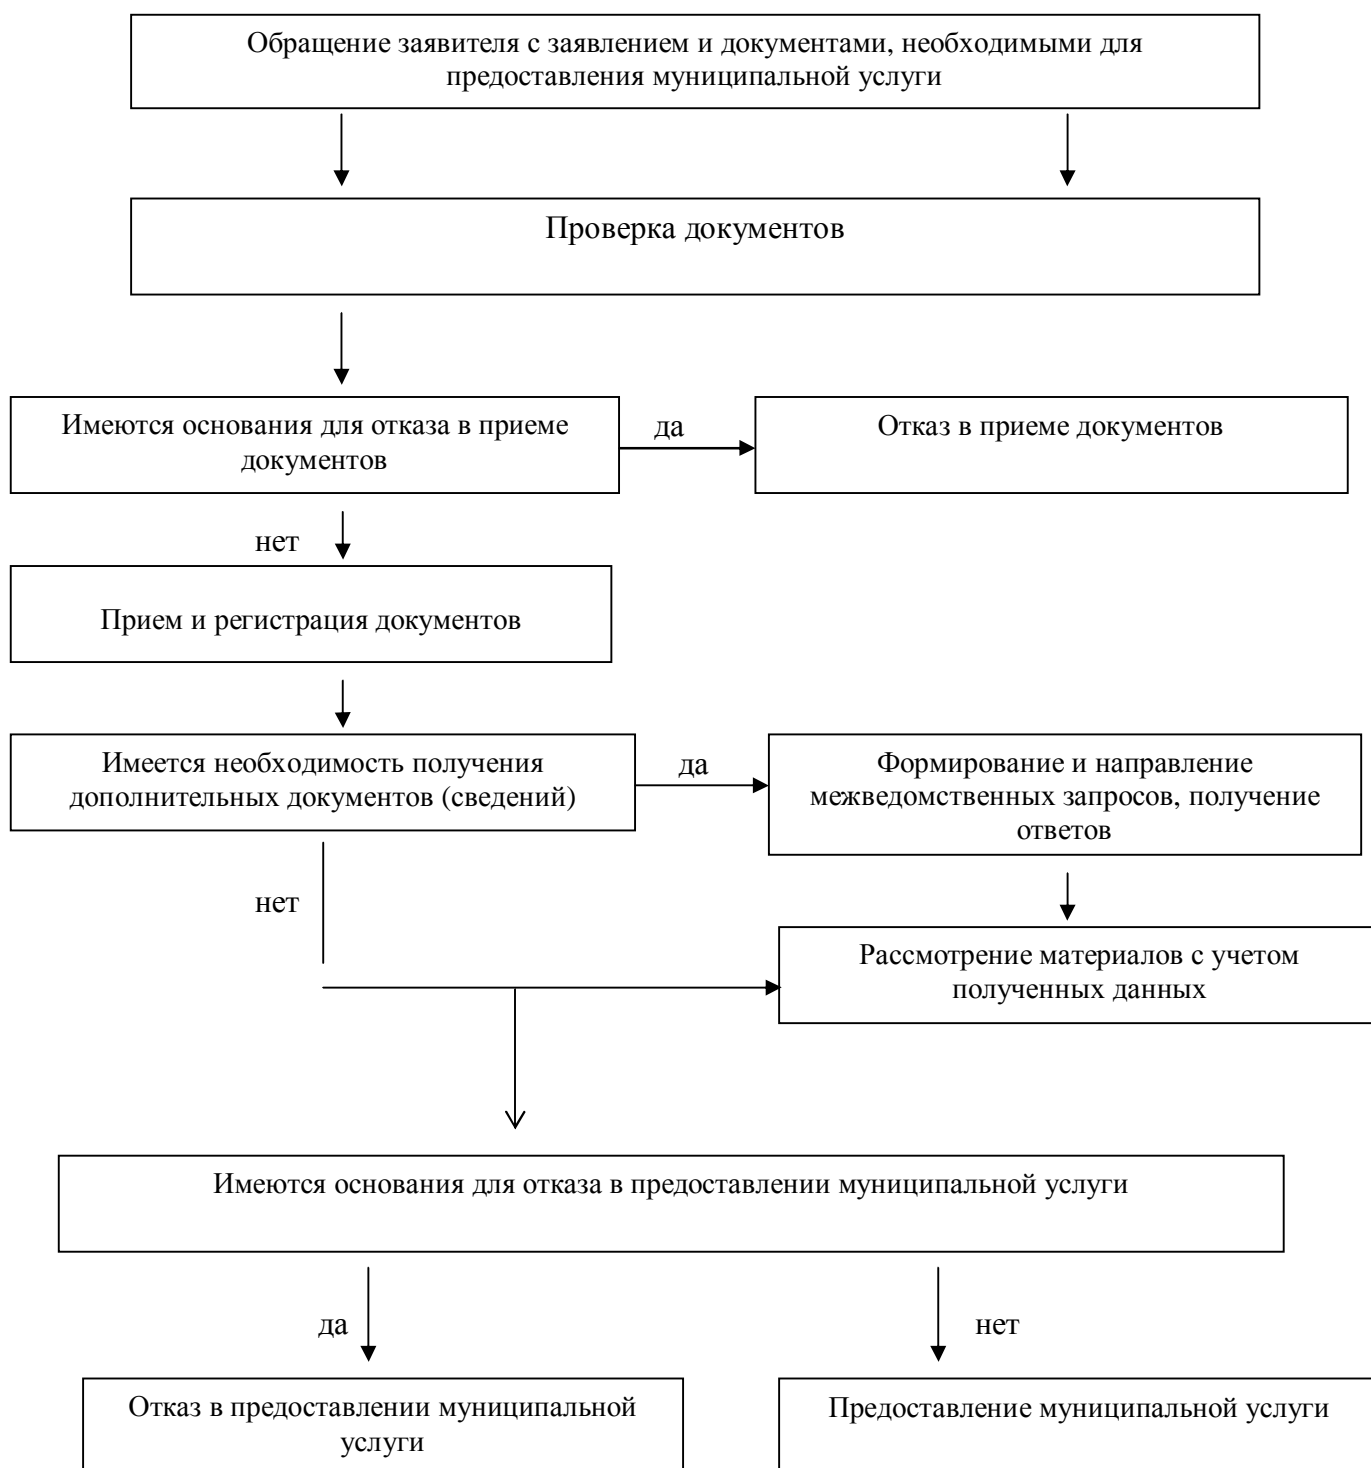 Обращение заявителя с заявлением и документами, необходимыми для
предоставления муниципальной услуги
Проверка документов
Имеются основания для отказа в приеме
документов
да
Отказ в приеме документов
нет
Прием и регистрация документов
Имеется необходимость получения
дополнительных документов (сведений)
да
Формирование и направление
межведомственных запросов, получение
ответов
нет
Рассмотрение материалов с учетом
полученных данных
Имеются основания для отказа в предоставлении муниципальной услуги
да
нет
Отказ в предоставлении муниципальной
услуги
Предоставление муниципальной услуги